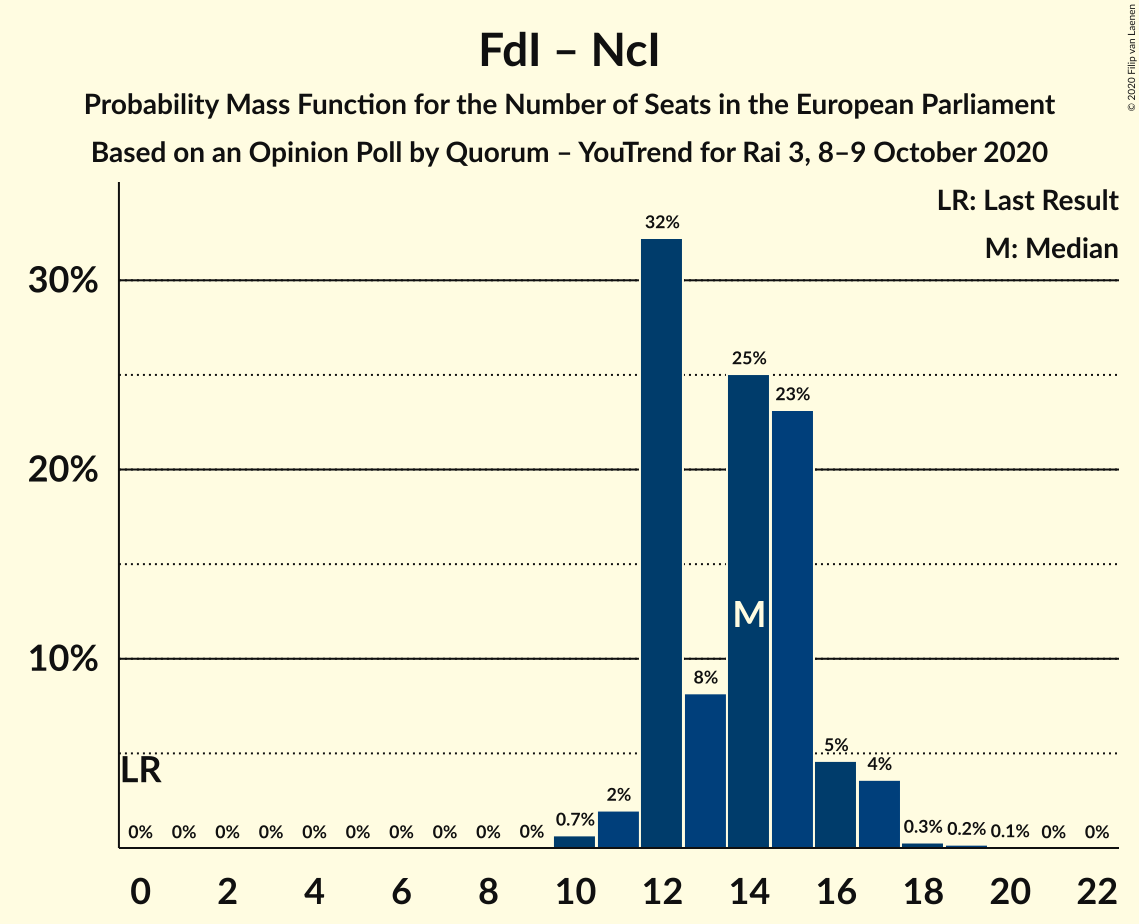 FdI – NcI
Probability Mass Function for the Number of Seats in the European Parliament
Based on an Opinion Poll by Quorum – YouTrend for Rai 3, 8–9 October 2020
© 2020 Filip van Laenen
LR: Last Result
M: Median
30%
20%
10%
LR
M
0% 0% 0% 0% 0% 0% 0% 0% 0% 0% 0.7% 2% 32% 8% 25% 23% 5% 4% 0.3% 0.2% 0.1% 0% 0%
0 2 4 6 8 10 12 14 16 18 20 22